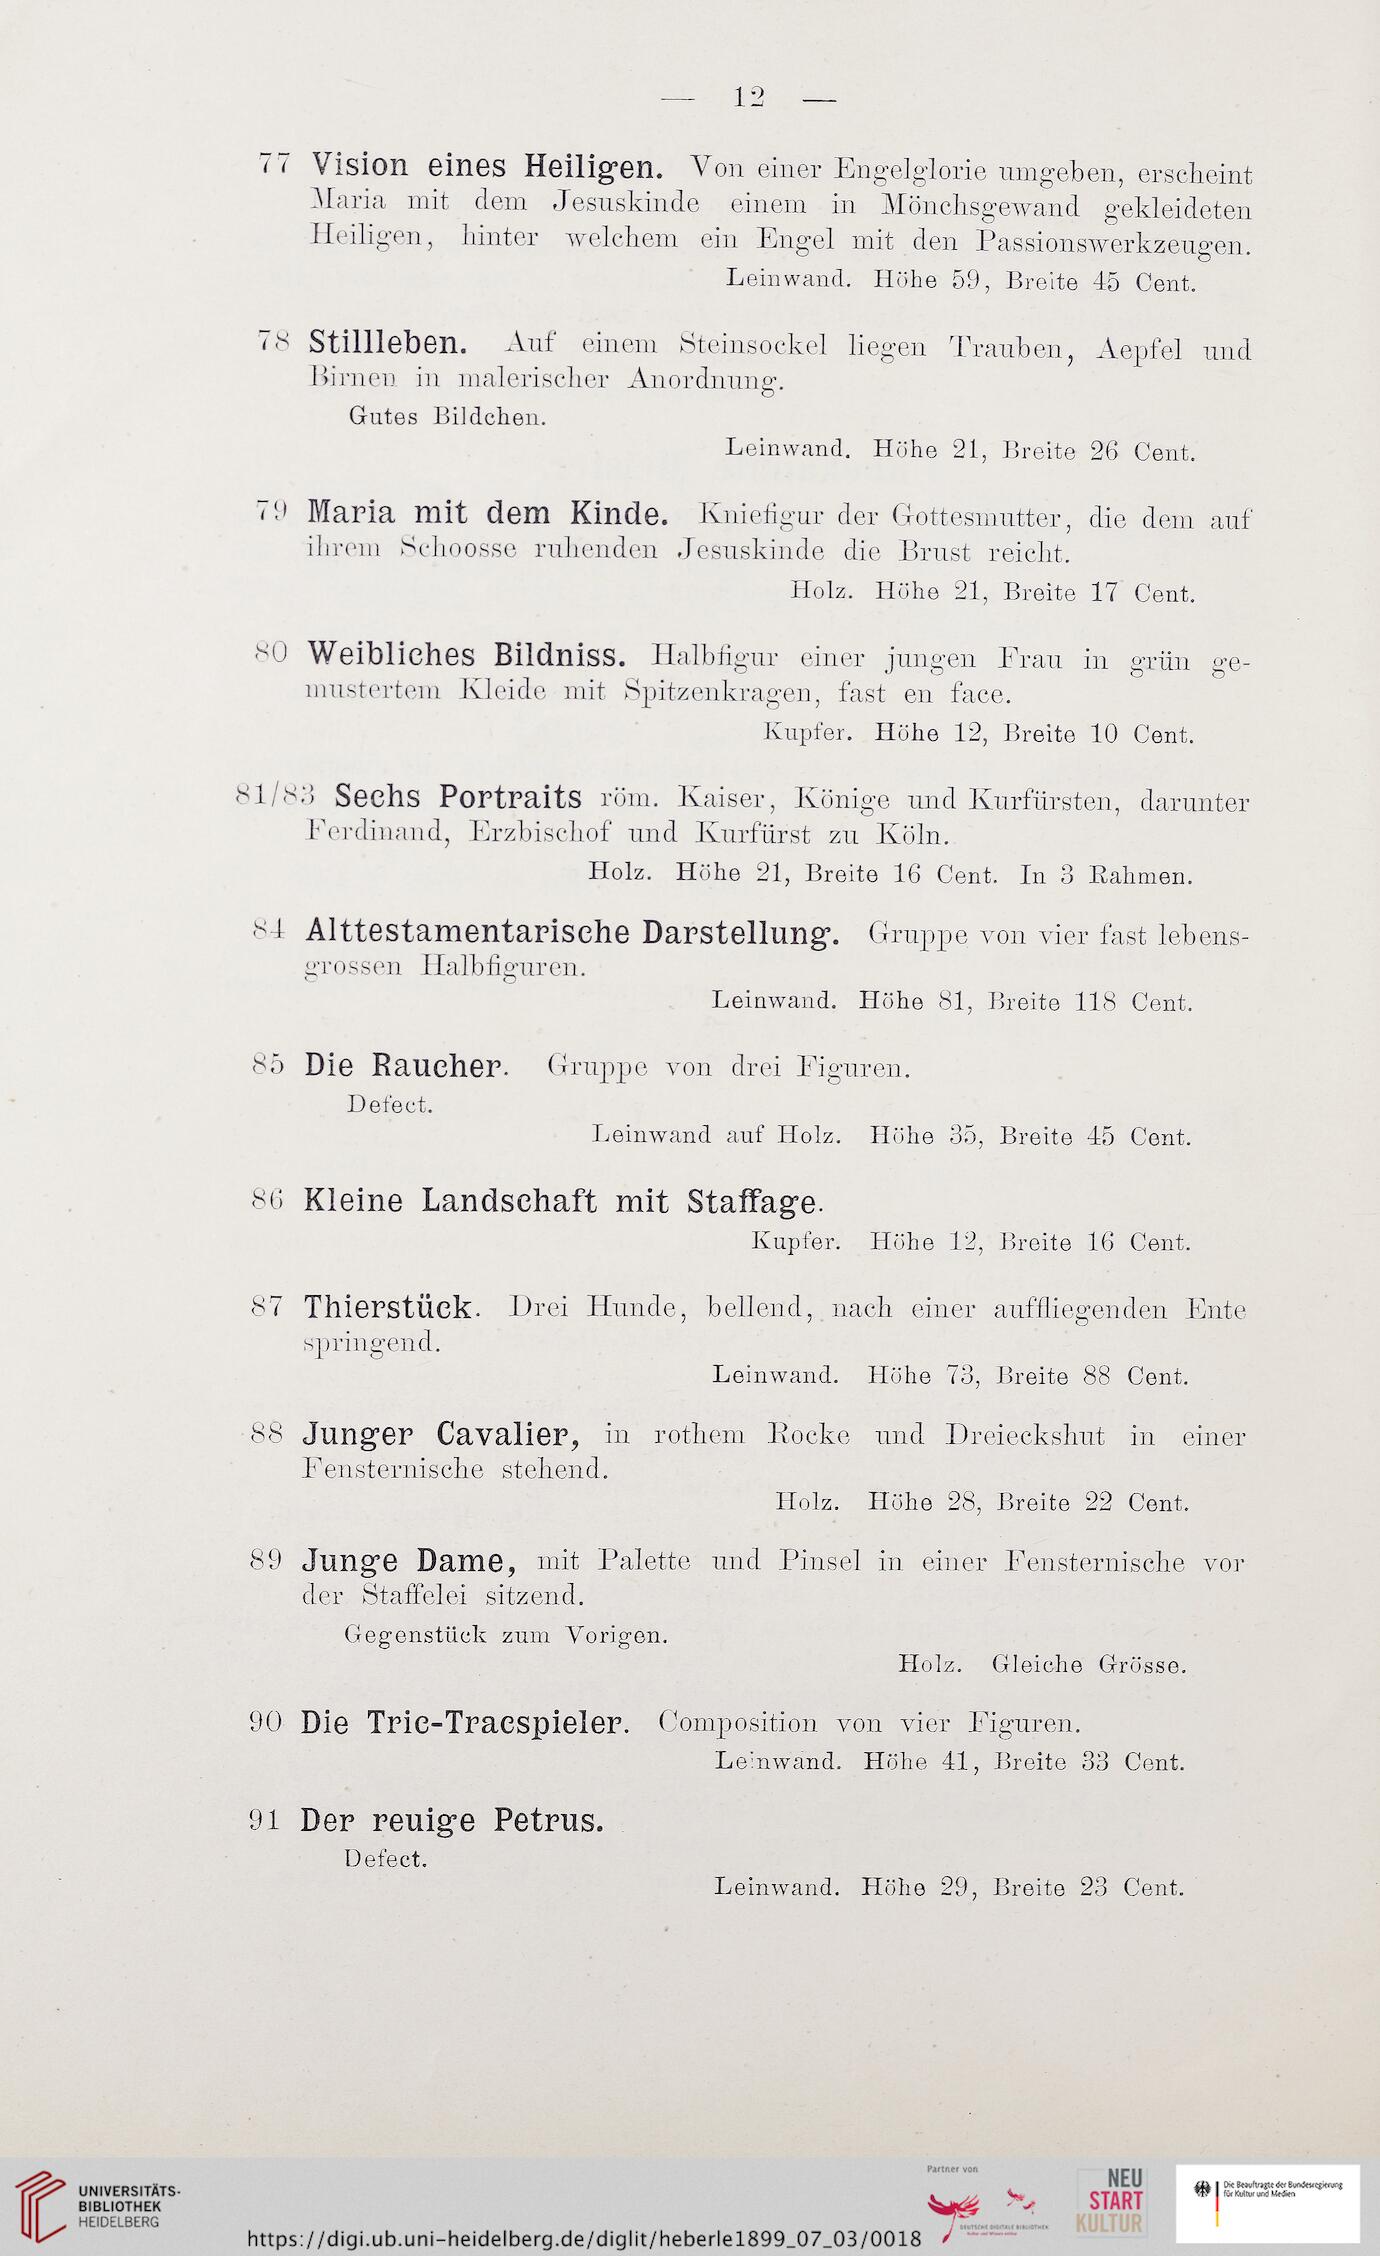 — 12 —
77 Vision eines Heiligen. Von einer Engelglorie umgeben, erscheint
Maria mit dem Jesuskinde einem in Mönchsgewand gekleideten
Heiligen, hinter welchem ein Engel mit den Passionswerkzeugen.
Leinwand. Höhe 59, Breite 45 Cent.
78 Stillleben. Auf einem Steinsockel liegen Trauben, Aepfel und
Birnen in malerischer Anordnung.
Gutes Bildchen.
Leinwand. Höhe 21, Breite 26 Cent.
79 Maria mit dem Kinde. Kniefigur der Gottesmutter, die dem auf
ihrem Schoosse ruhenden Jesuskinde die Brust reicht.
Holz. Höhe 21, Breite 17 Cent.
80 Weibliches Bildniss. Halbfigur einer jungen Frau in grün ge-
mustertem Kleide mit Spitzenkragen, fast en face.
Kupfer. Höhe 12, Breite 10 Cent.
81/83 Sechs Portraits röm. Kaiser, Könige und Kurfürsten, darunter
Ferdinand, Erzbischof und Kurfürst zu Köln.
Holz. Höhe 21, Breite 16 Cent. In 3 Rahmen.
84 Alttestamentarische Darstellung. Gruppe von vier fast lebens-
grossen Halbfiguren.
Leinwand. Höhe 81, Breite 118 Cent.
85 Die Raucher. Gruppe von drei Figuren.
Defect.
Leinwand auf Holz. Höhe 35, Breite 45 Cent.
86 Kleine Landschaft mit Staffage.
Kupfer. Höhe 12, Breite 16 Cent.
87 Thierstück. Drei Hunde, bellend, nach einer auffliegenden Ente
springend.
Leinwand. Höhe 73, Breite 88 Cent.
88 Junger Cavalier, in rothem Rocke und Dreieckshut in einer
Fensternische stehend.
Holz. Höhe 28, Breite 22 Cent.
89 Junge Dame, mit Palette und Pinsel in einer Fensternische vor
der Staffelei sitzend.
Gegenstück zum Vorigen.
Holz. Gleiche Grösse.
90 Die Tric-Tracspieler. Composition von vier Figuren.
Leinwand. Höhe 41, Breite 33 Cent.
91 Der reuige Petrus.
Defect.
Leinwand. Höhe 29, Breite 23 Cent.
UNIVERSITÄTS-
BIBLIOTHEK
HEIDELBERG
https://digi.ub.uni-heidelberg.de/diglit/heberle1899_07_03/0018
Partner von
DEUTSCHE DIGITALE BIBLIOTHEK
Kultur und Wissen online
NEU
START
KULTUR
Die Beauftragte der Bundesregierung
für Kultur und Medien